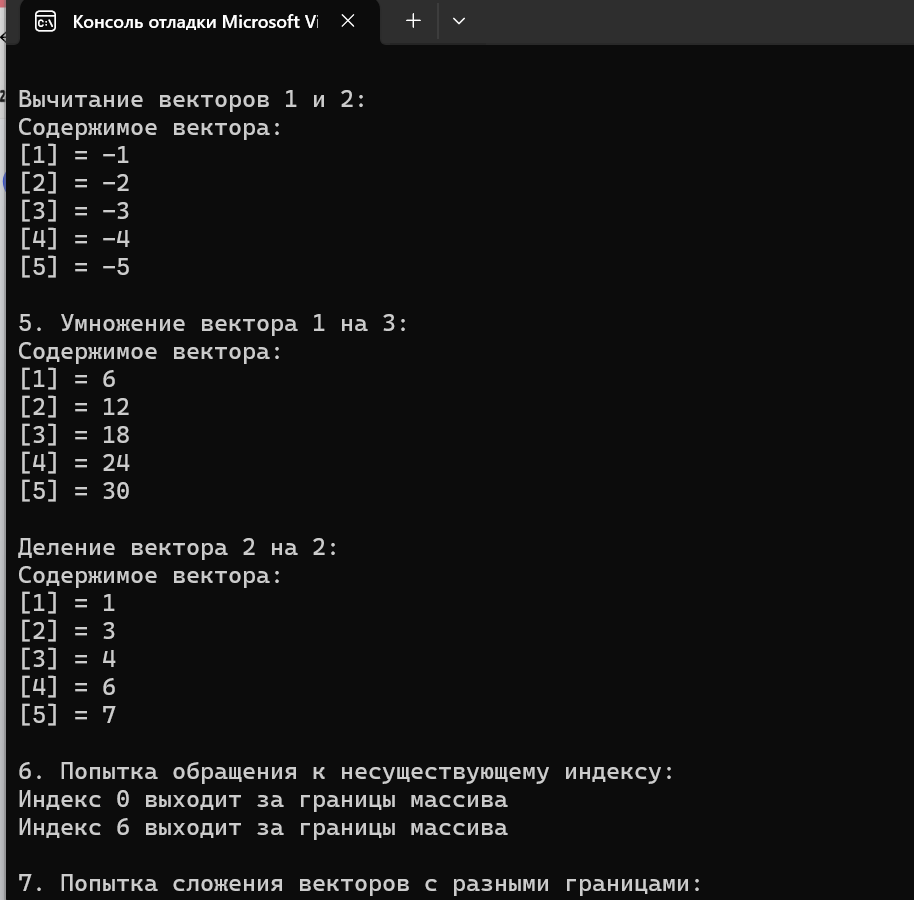 Консоль отладки Microsoft Vi
Вычитание векторов 1 и 2:
Содержимое вектора:
[1] = -1
[2] = -2
[3] = -3
[4] = -4
[5] = -5
5. Умножение вектора 1 на 3:
Содержимое вектора:
[1] = 6
[2] = 12
[3] = 18
[4] = 24
[5] = 30
Деление вектора 2 на 2:
Содержимое вектора:
[1] = 1
[2] = 3
[3] = 4
[4] = 6
[5] = 7
6. Попытка обращения к несуществующему индексу:
Индекс 0 выходит за границы массива
Индекс 6 выходит за границы массива
7. Попытка сложения векторов с разными границами: